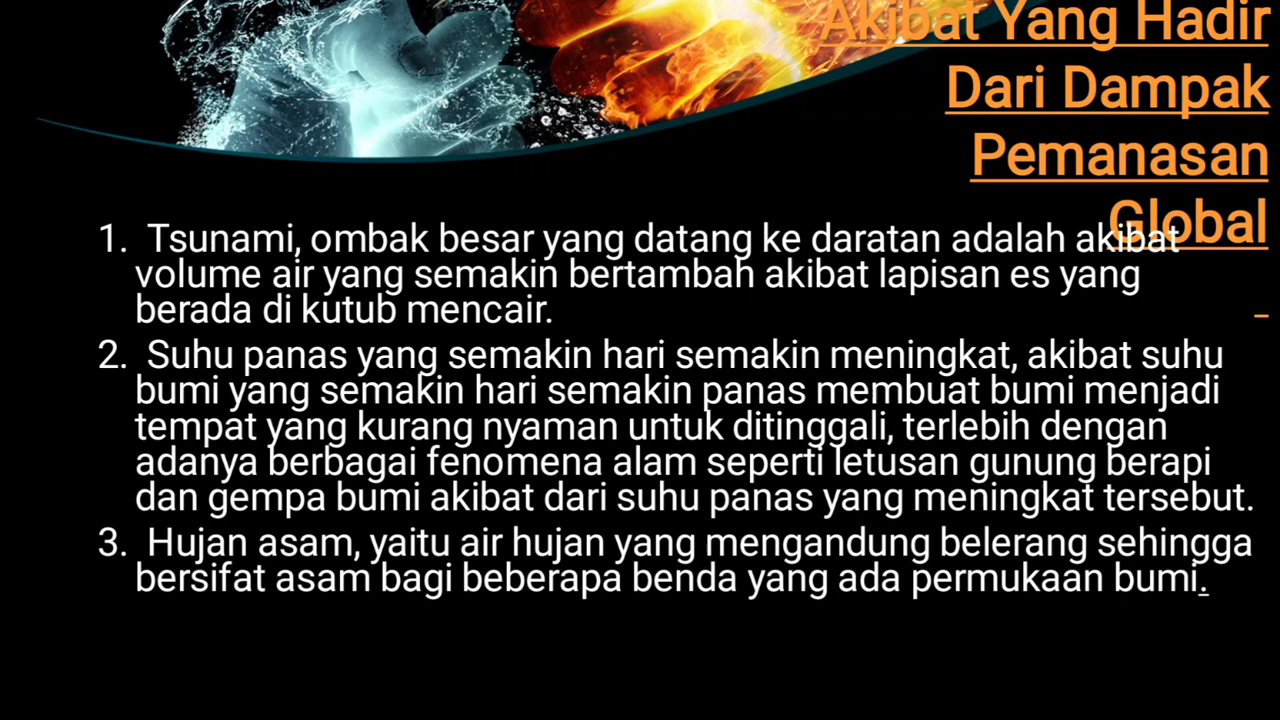 Akibat Yang Hadir
Dari Dampak
Pemanasan
Global
1. Tsunami, ombak besar yang datang ke daratan adalah akibat
volume air yang semakin bertambah akibat lapisan es yang
berada di kutub mencair.
2. Suhu panas yang semakin hari semakin meningkat, akibat suhu
bumi yang semakin hari semakin panas membuat bumi menjadi
tempat yang kurang nyaman untuk ditinggali, terlebih dengan
adanya berbagai fenomena alam seperti letusan gunung berapi
dan gempa bumi akibat dari suhu panas yang meningkat tersebut.
3. Hujan asam, yaitu air hujan yang mengandung belerang sehingga
bersifat asam bagi beberapa benda yang ada permukaan bumi.